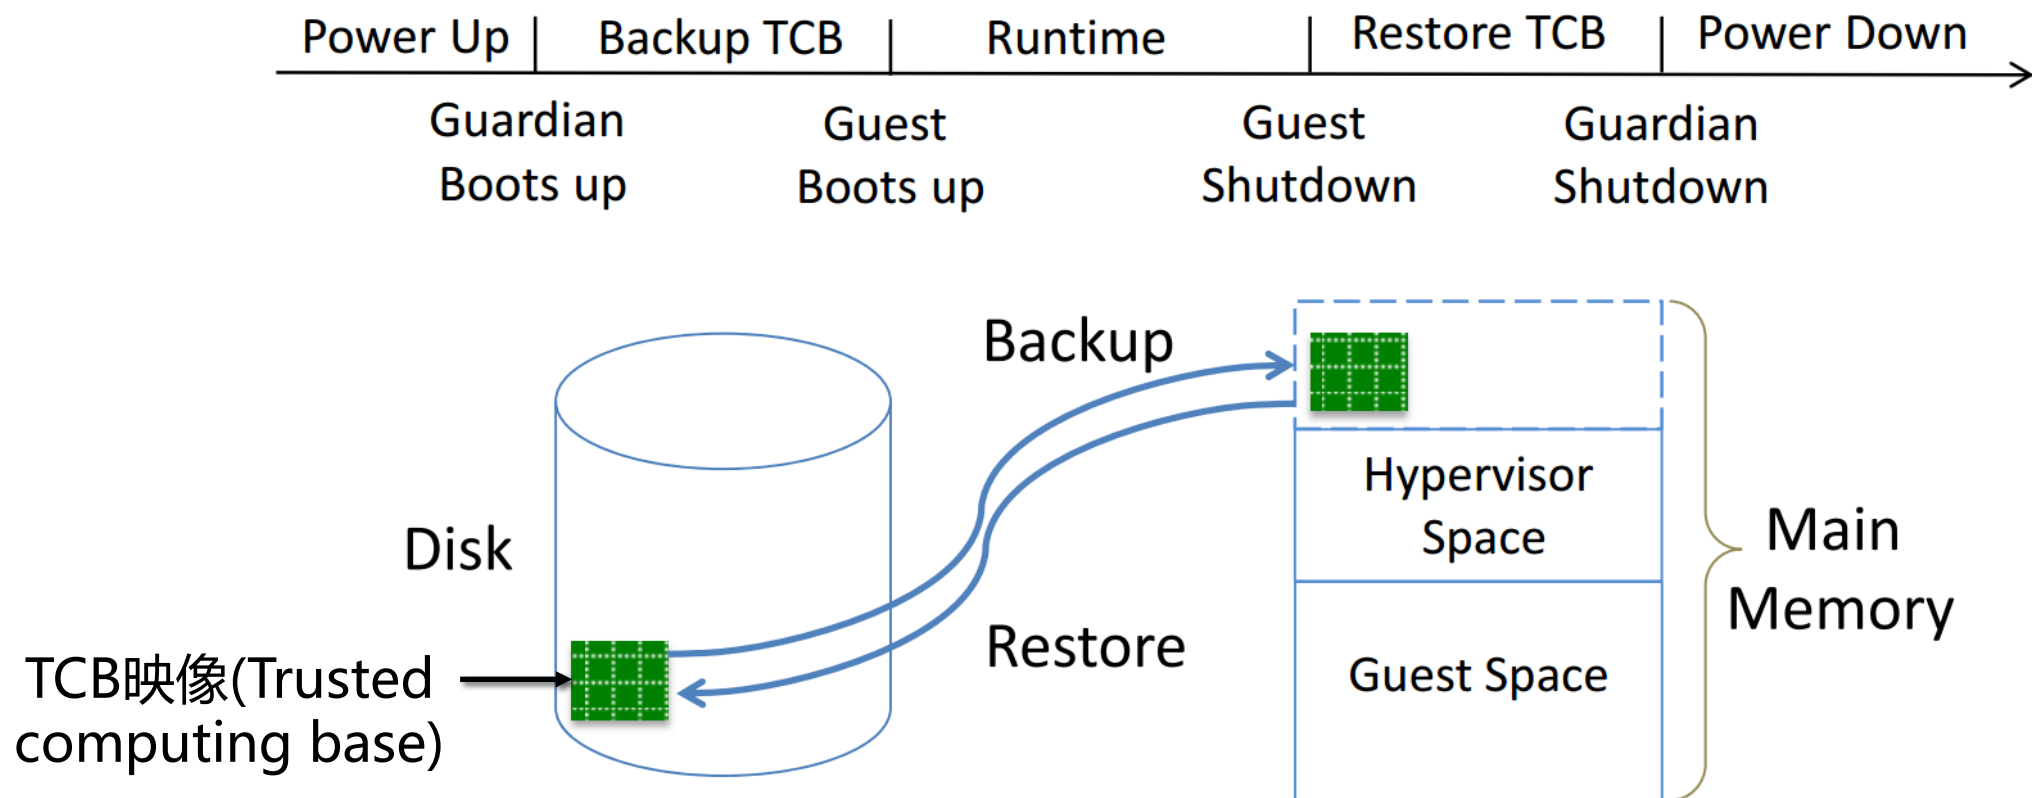 Power Up
Backup TCB
Runtime
Restore TCB
Power Down
Guardian
Boots up
Guest
Boots up
Guest
Shutdown
Guardian
Shutdown
Backup
Hypervisor
Space
Disk
Main
Memory
Restore
Guest Space
TCB映像(Trusted
computing base)